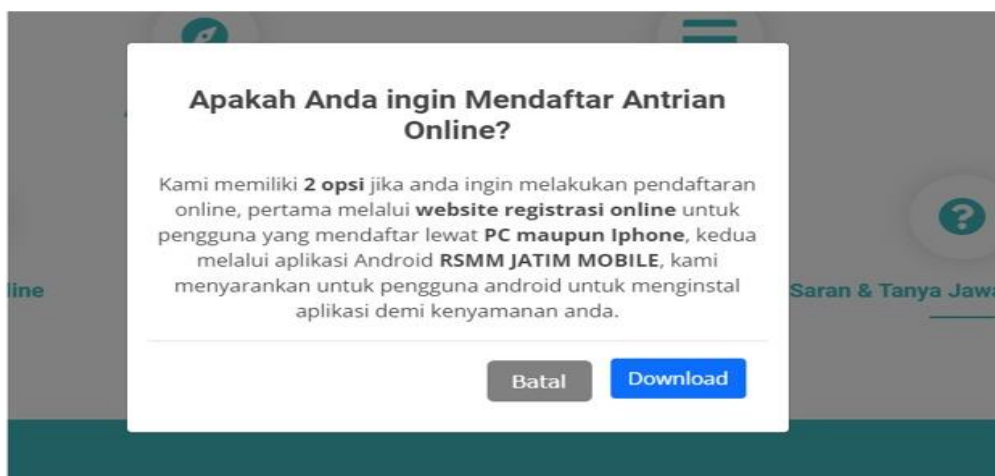 Apakah Anda ingin Mendaftar Antrian
Online?
Kami memiliki 2 opsi jika anda ingin melakukan pendaftaran
online, pertama melalui website registrasi online untuk
pengguna yang mendaftar lewat PC maupun Iphone, kedua
melalui aplikasi Android RSMM JATIM MOBILE, kami
menyarankan untuk pengguna android untuk menginstal
aplikasi demi kenyamanan anda.
Saran & Tanya
Batal
Download